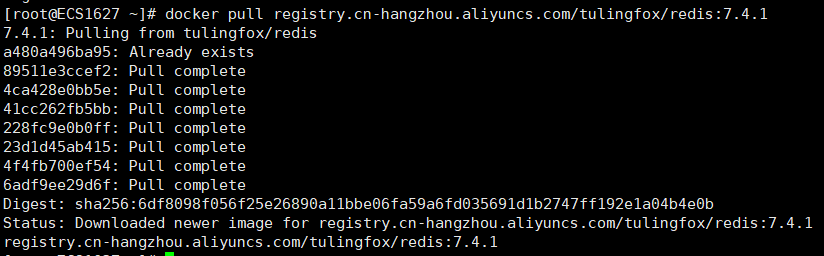 [root@ECS1627 ~]# docker pull registry.cn-hangzhou.aliyuncs.com/tulingfox/redis:7.4.1
7.4.1: Pulling from tulingfox/redis
a480a496ba95: Already exists
89511e3ccef2: Pull complete
4ca428e0bb5e: Pull complete
41cc262fb5bb: Pull complete
228fc9e0b0ff: Pull complete
23d1d45ab415: Pull complete
4f4fb700ef54: Pull complete
6adf9ee29d6f: Pull complete
Digest: sha256:6df8098f056f25e26890a11bbe06fa59a6fd035691d1b2747ff192e1a04b4e0b
Status: Downloaded newer image for registry.cn-hangzhou.aliyuncs.com/tulingfox/redis:7.4.1
registry.cn-hangzhou.aliyuncs.com/tulingfox/redis:7.4.1